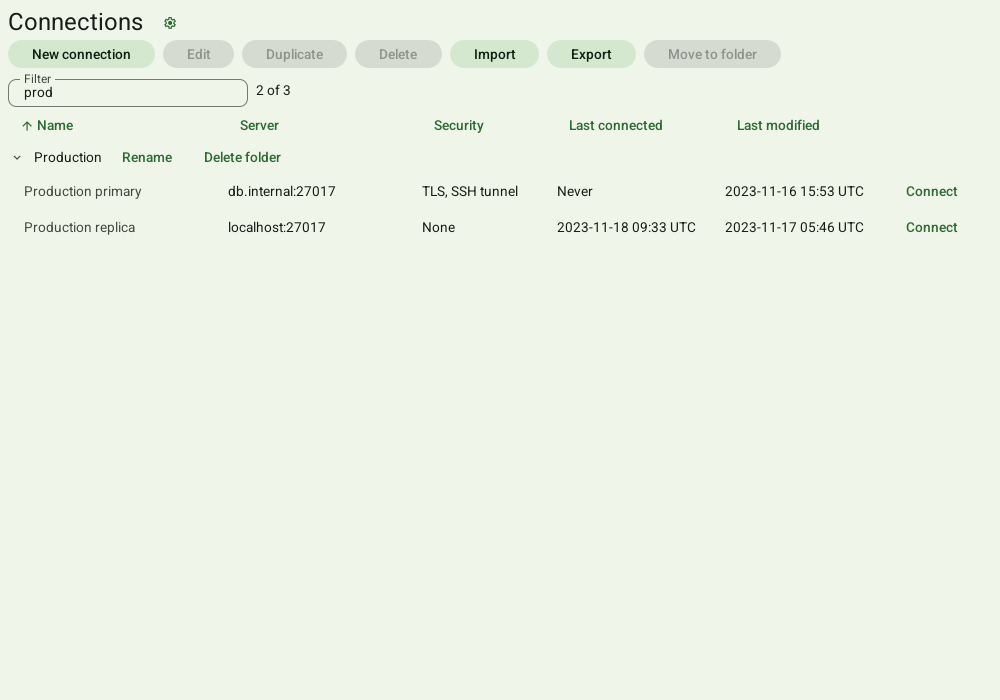 Connections
New connection Edit Duplicate Delete Import Export Move to folder
Filter
prod
2 of 3
Name Server Security Last connected Last modified
Production Rename Delete folder
Production primary db.internal:27017 TLS, SSH tunnel Never 2023-11-16 15:53 UTC Connect
Production replica localhost:27017 None 2023-11-18 09:33 UTC 2023-11-17 05:46 UTC Connect